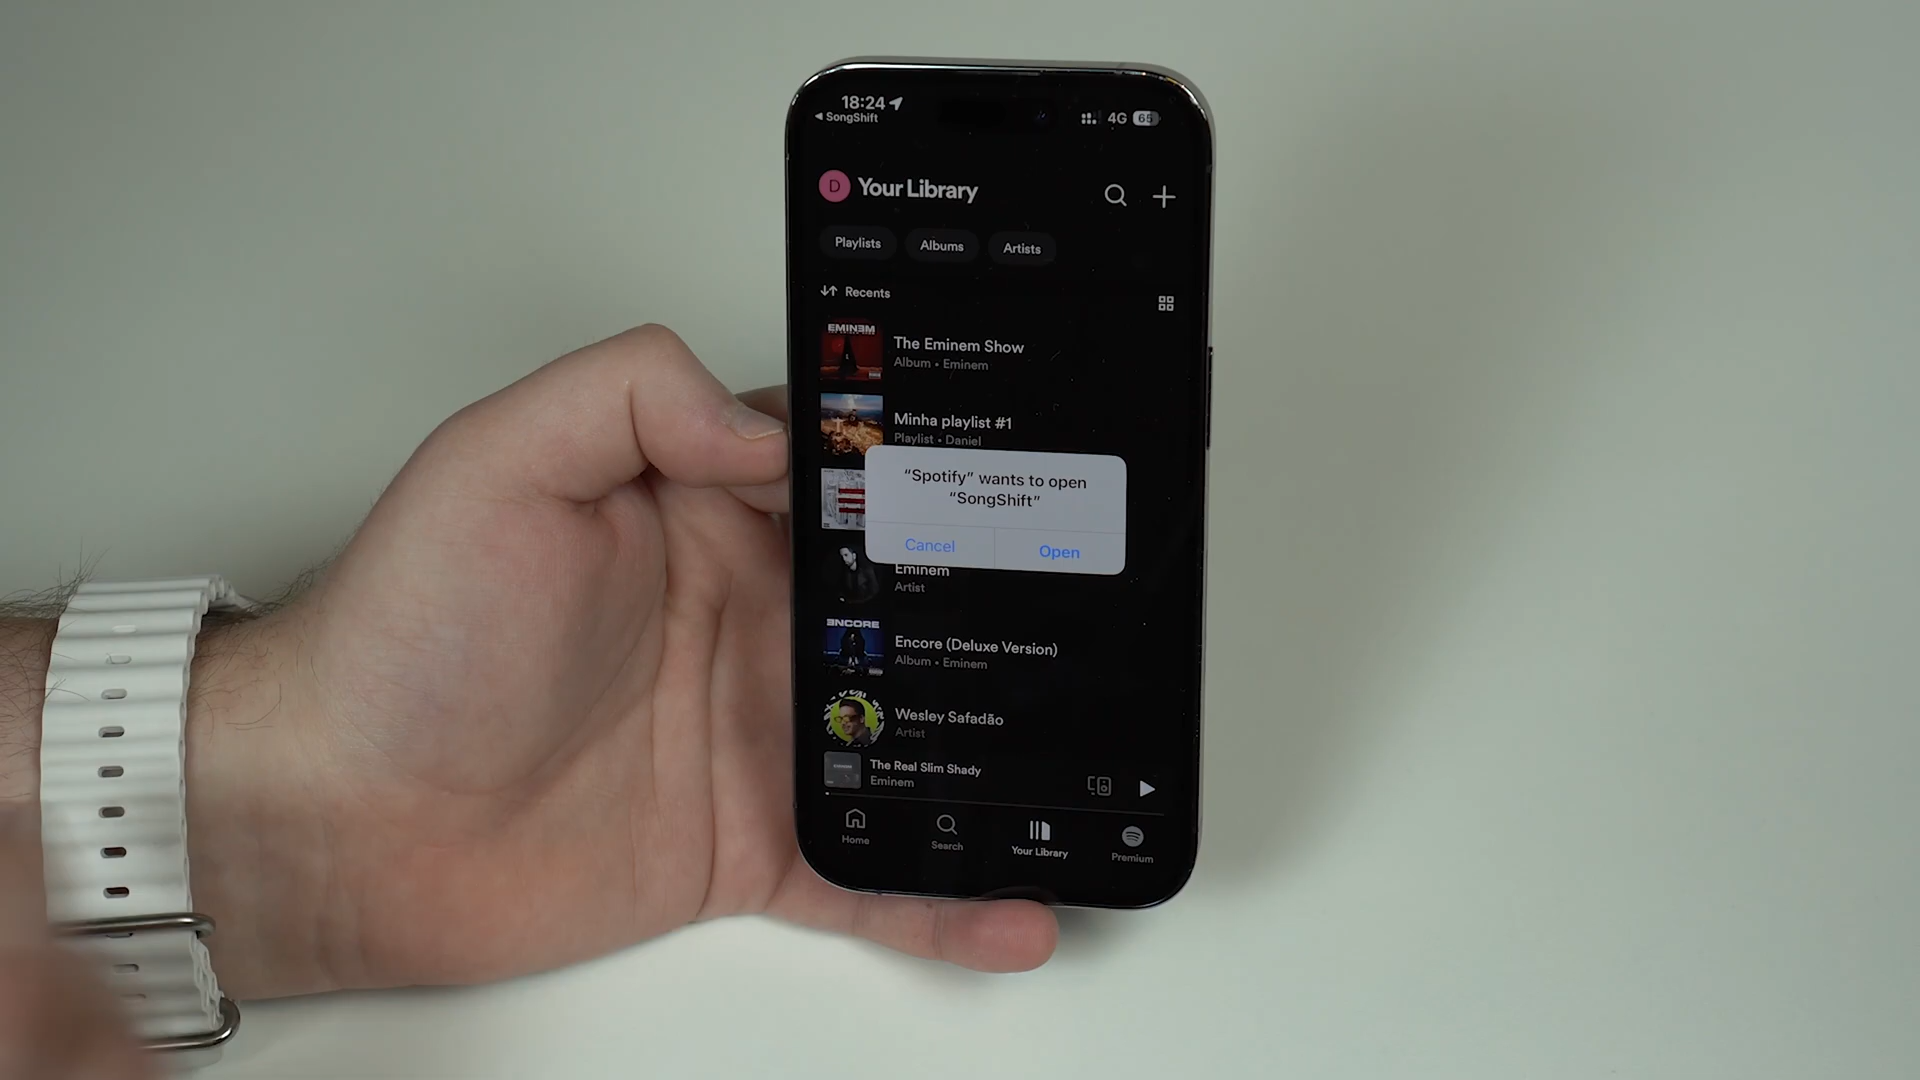 18:24
SongShift
4G 65
D Your Library
Playlists Albums Artists
Recents
EMINEM
The Eminem Show
Album • Eminem
Minha playlist #1
Playlist • Daniel
“Spotify” wants to open
“SongShift”
Cancel Open
Eminem
Artist
ENCORE
Encore (Deluxe Version)
Album • Eminem
Wesley Safadão
Artist
The Real Slim Shady
Eminem
Home Search Your Library Premium